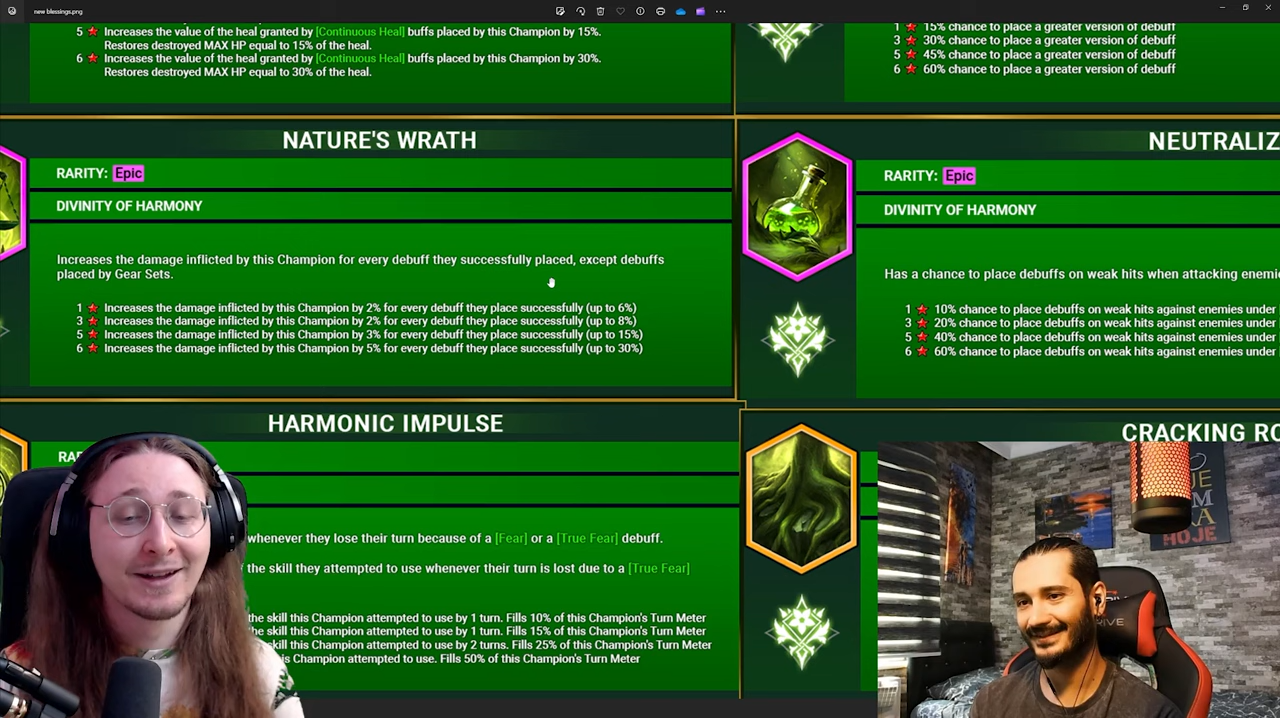 new blessings.png
5 Increases the value of the heal granted by [Continuous Heal] buffs placed by this Champion by 15%.
Restores destroyed MAX HP equal to 15% of the heal.
6 Increases the value of the heal granted by [Continuous Heal] buffs placed by this Champion by 30%.
Restores destroyed MAX HP equal to 30% of the heal.
1 15% chance to place a greater version of debuff
3 30% chance to place a greater version of debuff
5 45% chance to place a greater version of debuff
6 60% chance to place a greater version of debuff
NATURE'S WRATH
RARITY: Epic
DIVINITY OF HARMONY
Increases the damage inflicted by this Champion for every debuff they successfully placed, except debuffs
placed by Gear Sets.
1 Increases the damage inflicted by this Champion by 2% for every debuff they place successfully (up to 6%)
3 Increases the damage inflicted by this Champion by 2% for every debuff they place successfully (up to 8%)
5 Increases the damage inflicted by this Champion by 3% for every debuff they place successfully (up to 15%)
6 Increases the damage inflicted by this Champion by 5% for every debuff they place successfully (up to 30%)
NEUTRALIZ
RARITY: Epic
DIVINITY OF HARMONY
Has a chance to place debuffs on weak hits when attacking enemie
1 10% chance to place debuffs on weak hits against enemies under
3 20% chance to place debuffs on weak hits against enemies under
5 40% chance to place debuffs on weak hits against enemies under
6 60% chance to place debuffs on weak hits against enemies under
HARMONIC IMPULSE
RAR
whenever they lose their turn because of a [Fear] or a [True Fear] debuff.
the skill they attempted to use whenever their turn is lost due to a [True Fear]
he skill this Champion attempted to use by 1 turn. Fills 10% of this Champion's Turn Meter
he skill this Champion attempted to use by 1 turn. Fills 15% of this Champion's Turn Meter
skill this Champion attempted to use by 2 turns. Fills 25% of this Champion's Turn Meter
is Champion attempted to use. Fills 50% of this Champion's Turn Meter
CRACKING RO
HOJE